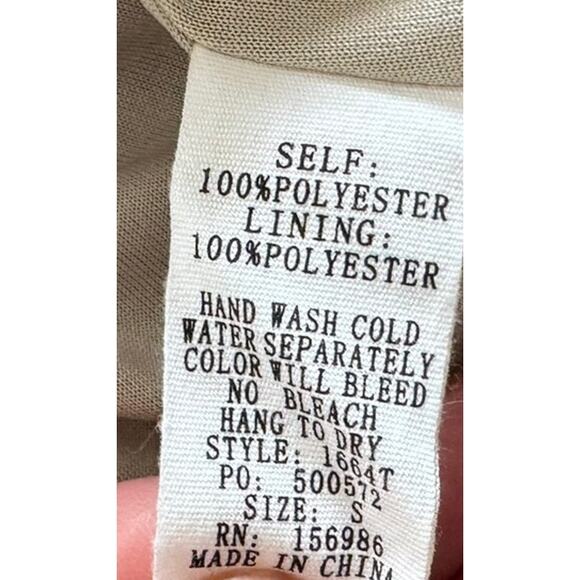 SELF:
100%POLYESTER
LINING:
100%POLYESTER
HAND WASH COLD
WATER SEPARATELY
COLOR WILL BLEED
NO BLEACH
HANG TO DRY
STYLE: 1664T
PO: 500572
SIZE: S
RN: 156986
MADE IN CHINA